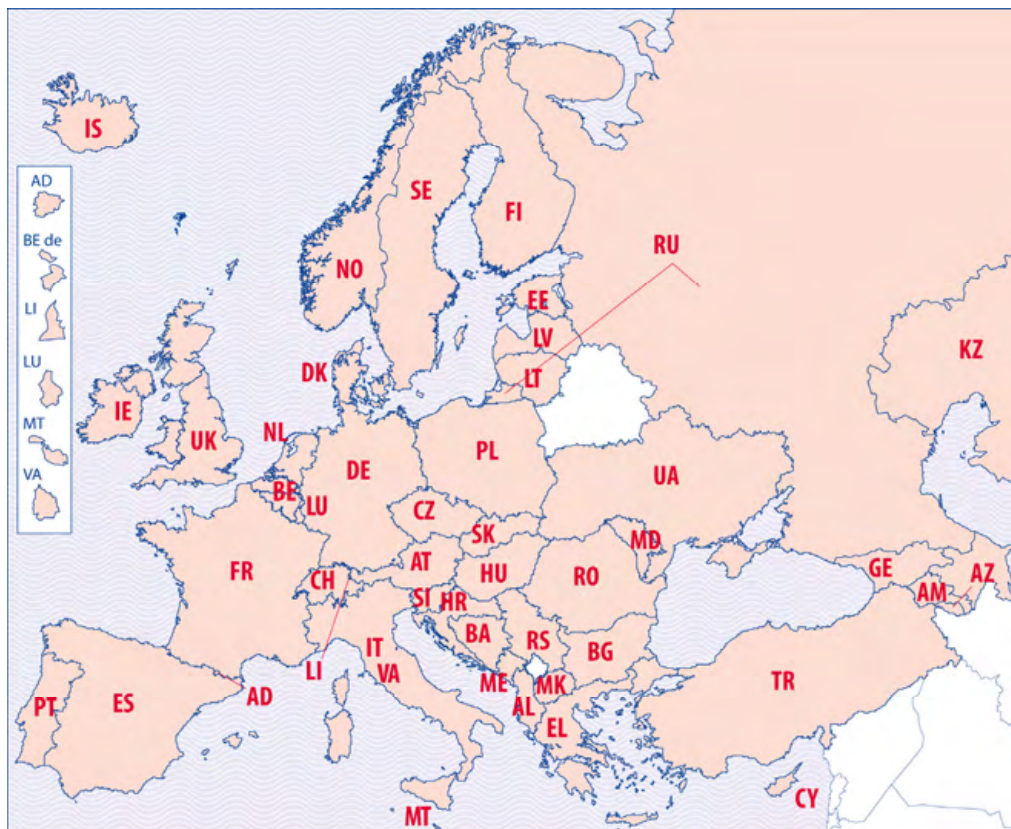 IS
AD
BE de
LI
LU
MT
VA
SE
FI
NO
RU
EE
LV
LT
KZ
DK
IE
UK
NL
BE
LU
DE
PL
UA
CZ
SK
MD
FR
CH
AT
HU
RO
GE
AM
AZ
SI
HR
BA
RS
BG
IT
VA
LI
AD
ME
MK
AL
EL
TR
PT
ES
MT
CY